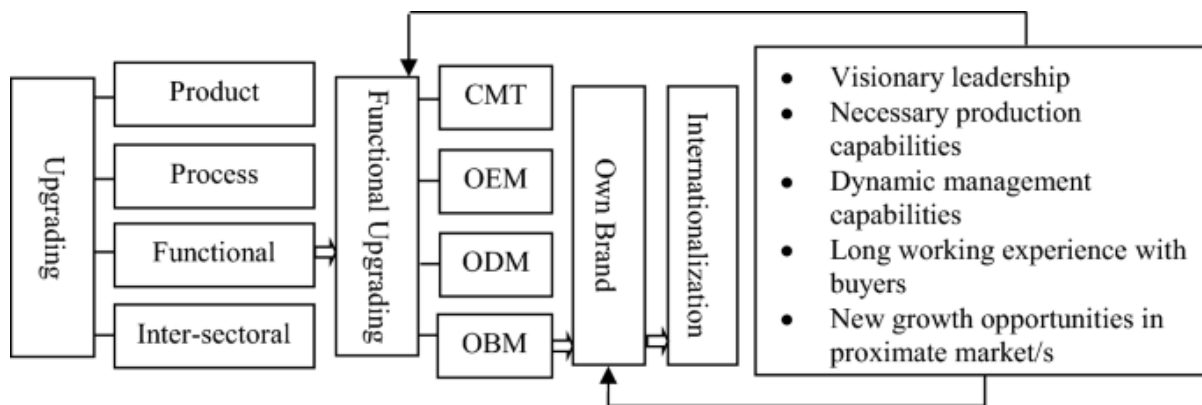 Upgrading
Product
Process
Functional
Inter-sectoral
Functional Upgrading
CMT
OEM
ODM
OBM
Own Brand
Internationalization
• Visionary leadership
• Necessary production
capabilities
• Dynamic management
capabilities
• Long working experience with
buyers
• New growth opportunities in
proximate market/s